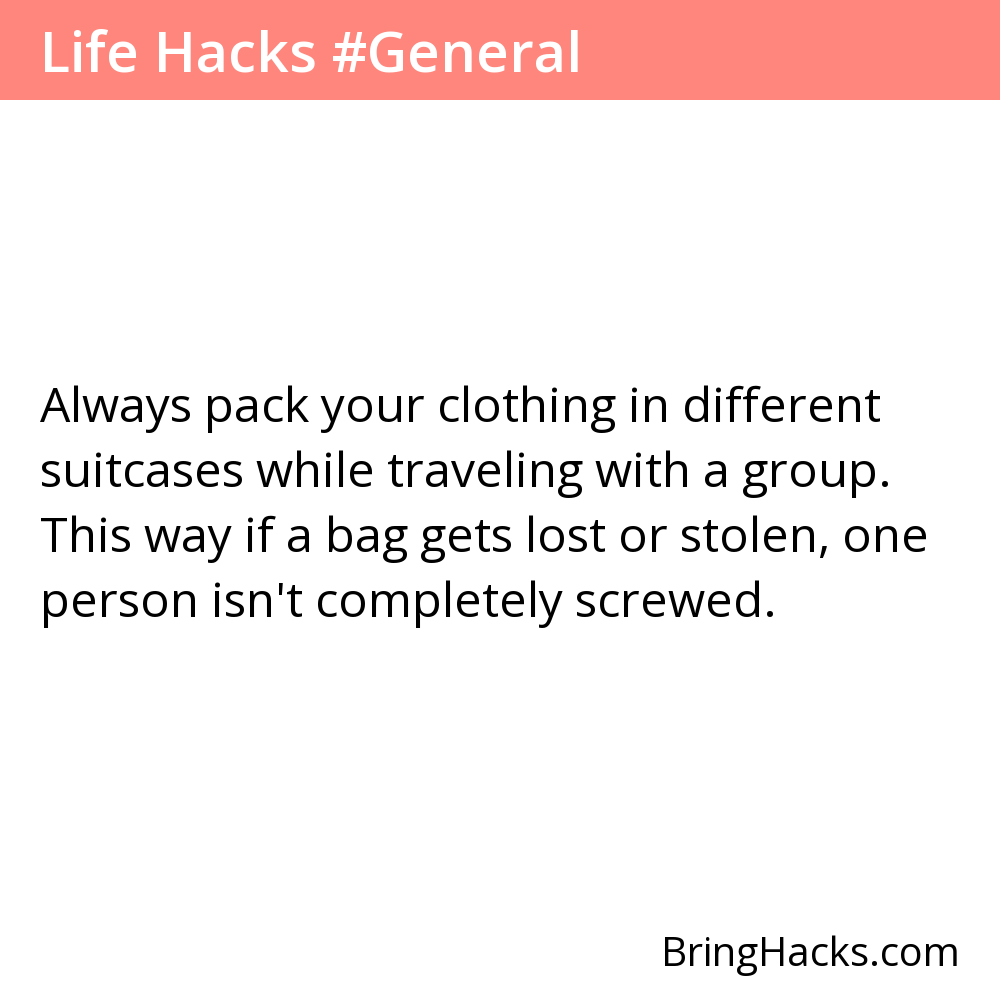 Life Hacks #General
Always pack your clothing in different
suitcases while traveling with a group.
This way if a bag gets lost or stolen, one
person isn't completely screwed.
BringHacks.com